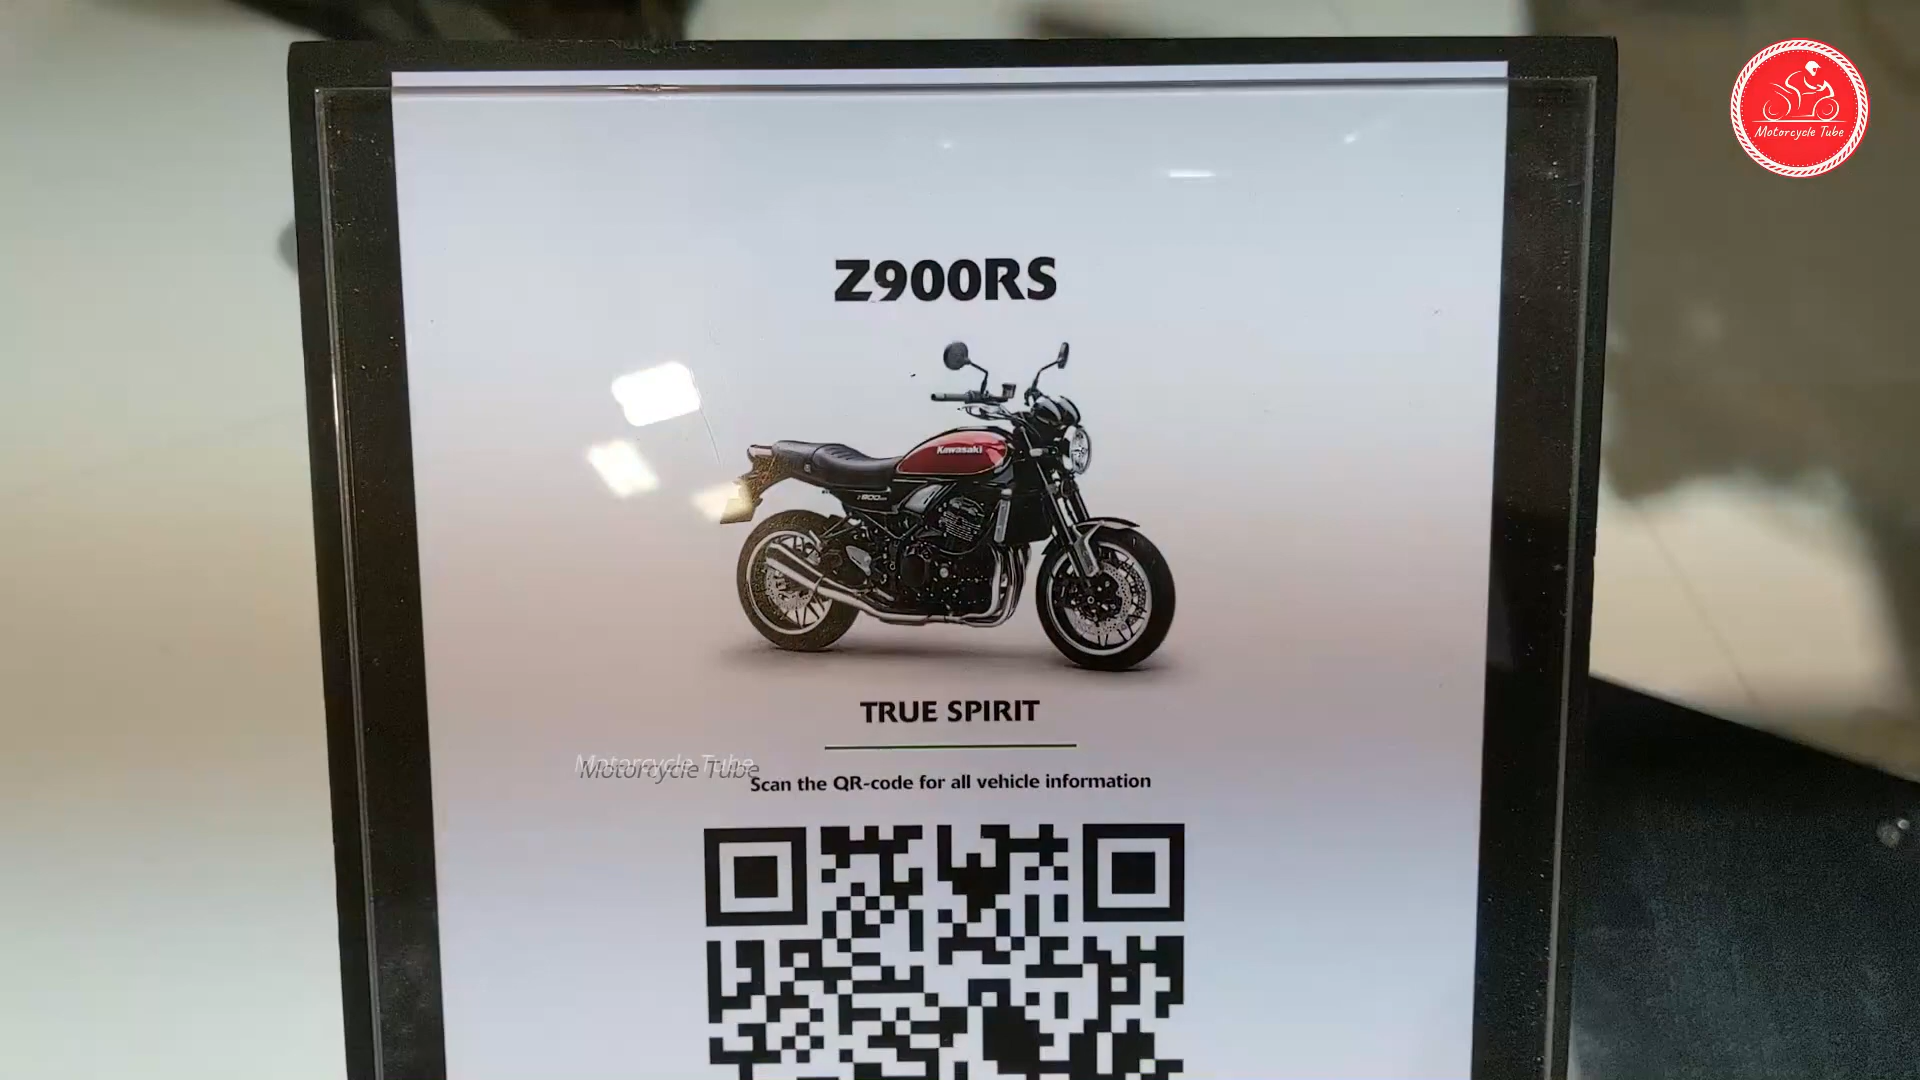 Motorcycle Tube
Z900RS
Kawasaki
TRUE SPIRIT
Motorcycle Tube
Scan the QR-code for all vehicle information